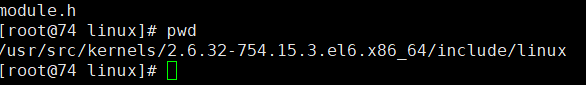 module.h
[root@74 linux]# pwd
/usr/src/kernels/2.6.32-754.15.3.el6.x86_64/include/linux
[root@74 linux]#